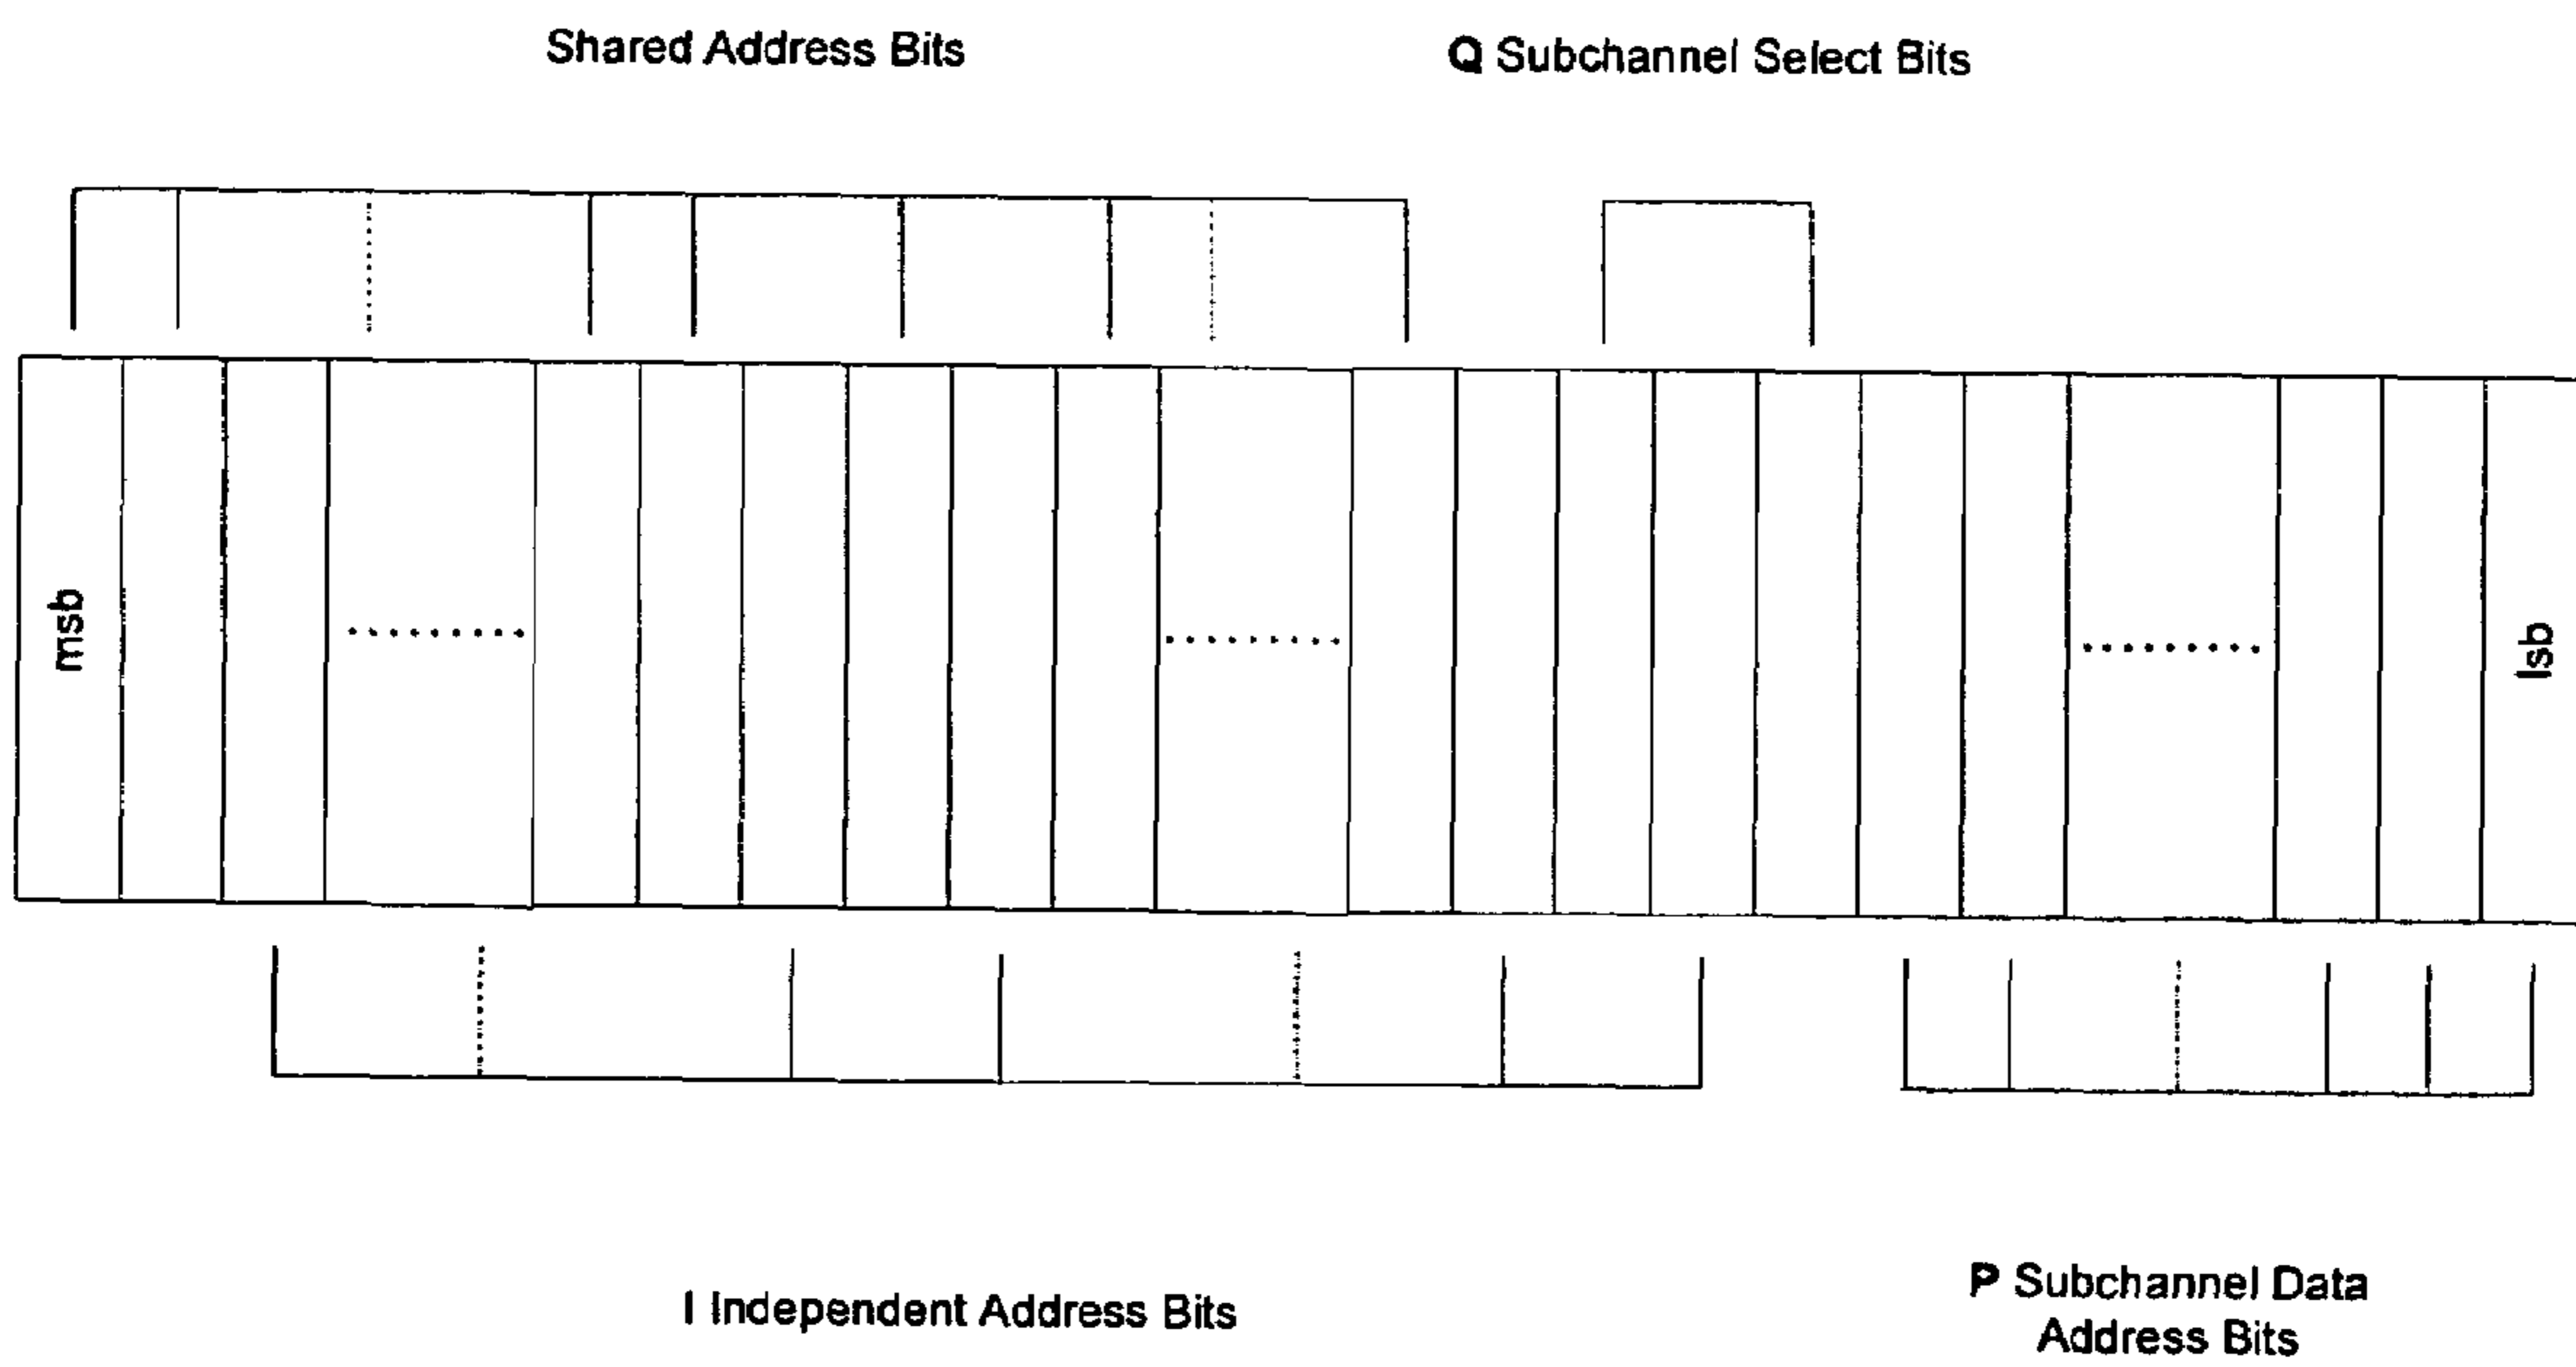 Shared Address Bits
Q Subchannel Select Bits
msb
lsb
I Independent Address Bits
P Subchannel Data
Address Bits